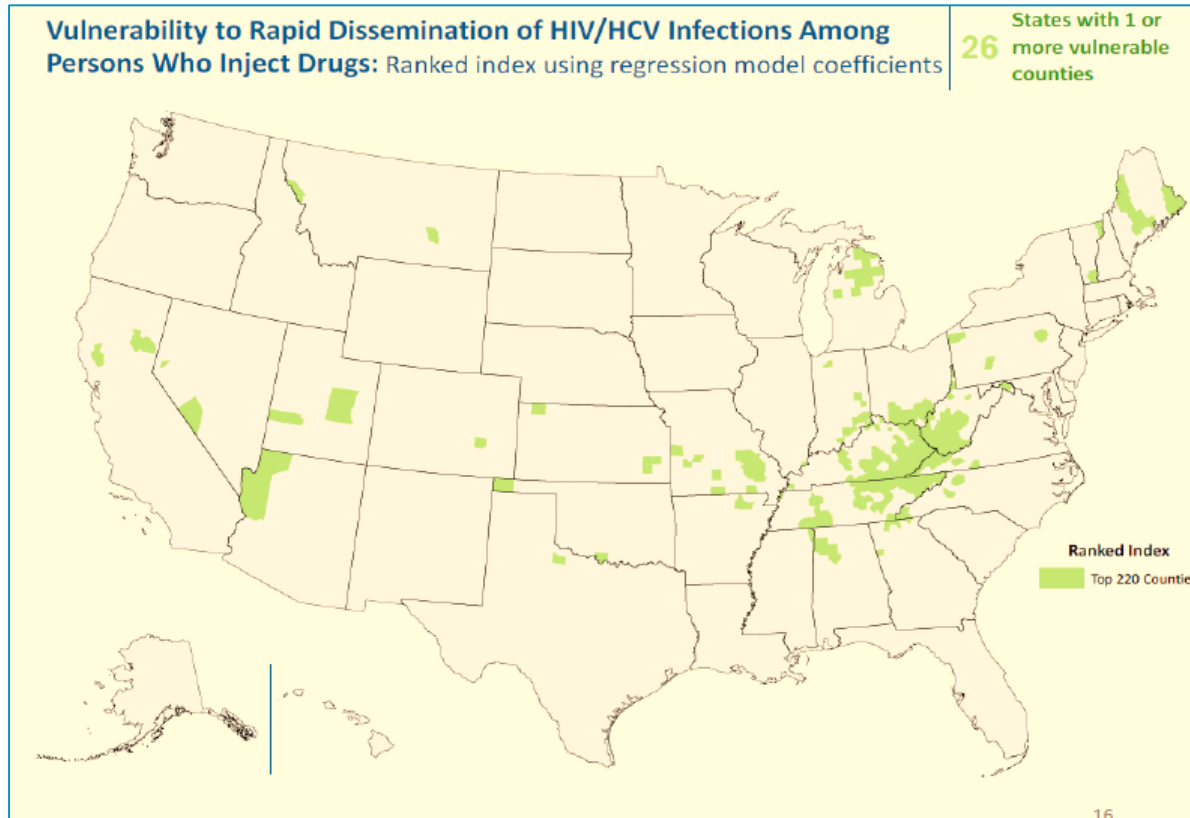 Vulnerability to Rapid Dissemination of HIV/HCV Infections Among
Persons Who Inject Drugs: Ranked index using regression model coefficients
26
States with 1 or
more vulnerable
counties
Ranked Index
Top 220 Countie
16